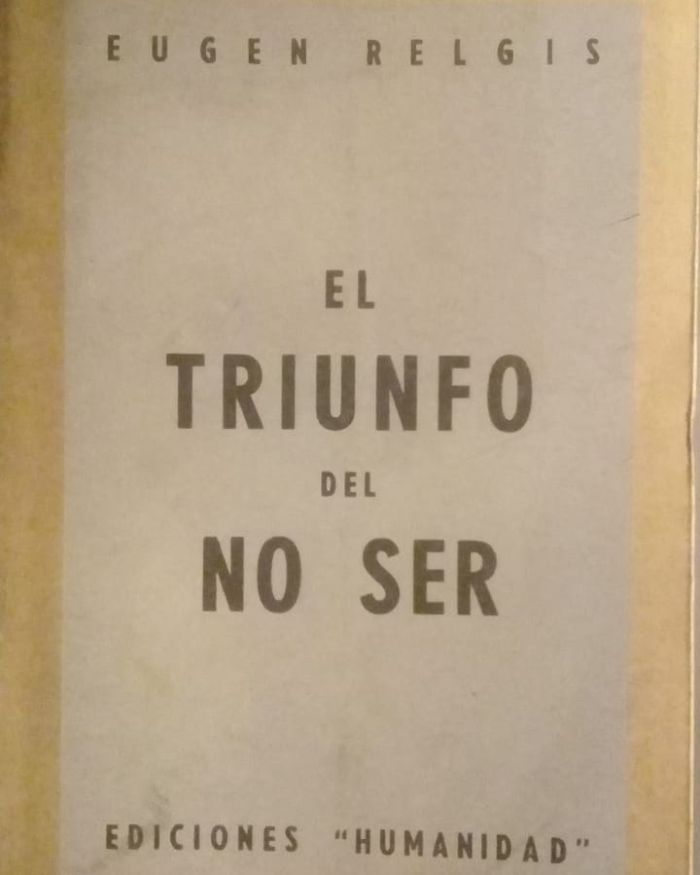 EUGEN RELGIS
EL
TRIUNFO
DEL
NO SER
EDICIONES "HUMANIDAD"